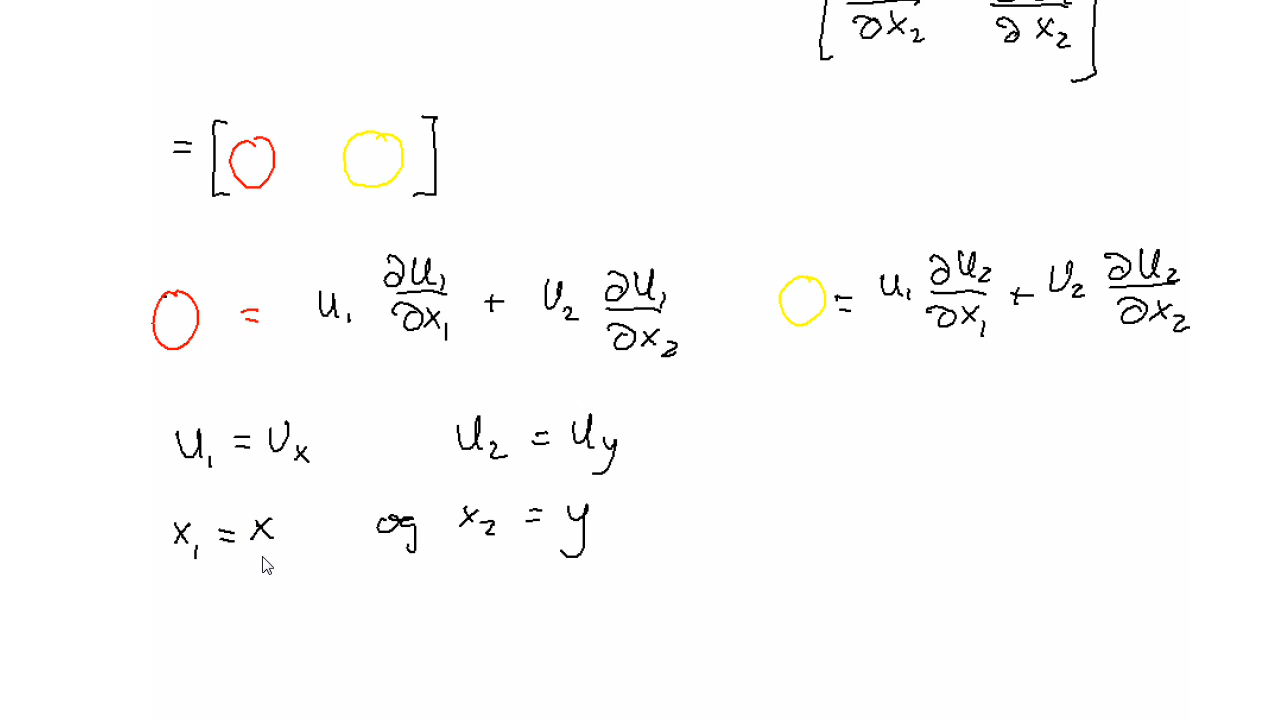 ∂x₂ ∂x₂ ]
= [ ◯ ◯ ]
◯ = u₁ ∂u₁/∂x₁ + u₂ ∂u₁/∂x₂ ◯ = u₁ ∂u₂/∂x₁ + u₂ ∂u₂/∂x₂
u₁ = uₓ u₂ = u_y
x₁ = x og x₂ = y